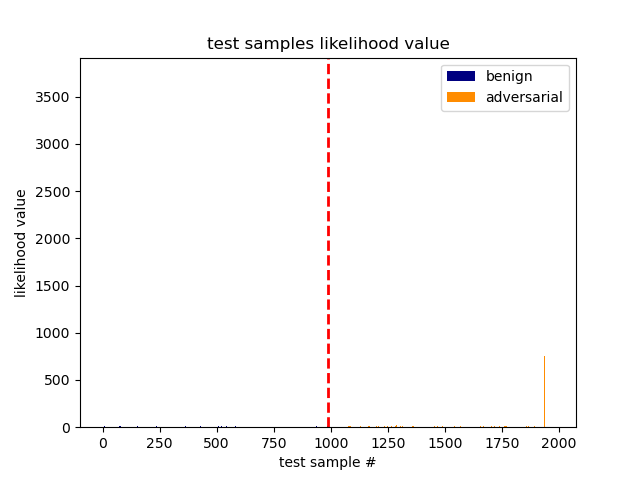 test samples likelihood value
benign
adversarial
3500
3000
2500
2000
1500
1000
500
0
likelihood value
0 250 500 750 1000 1250 1500 1750 2000
test sample #